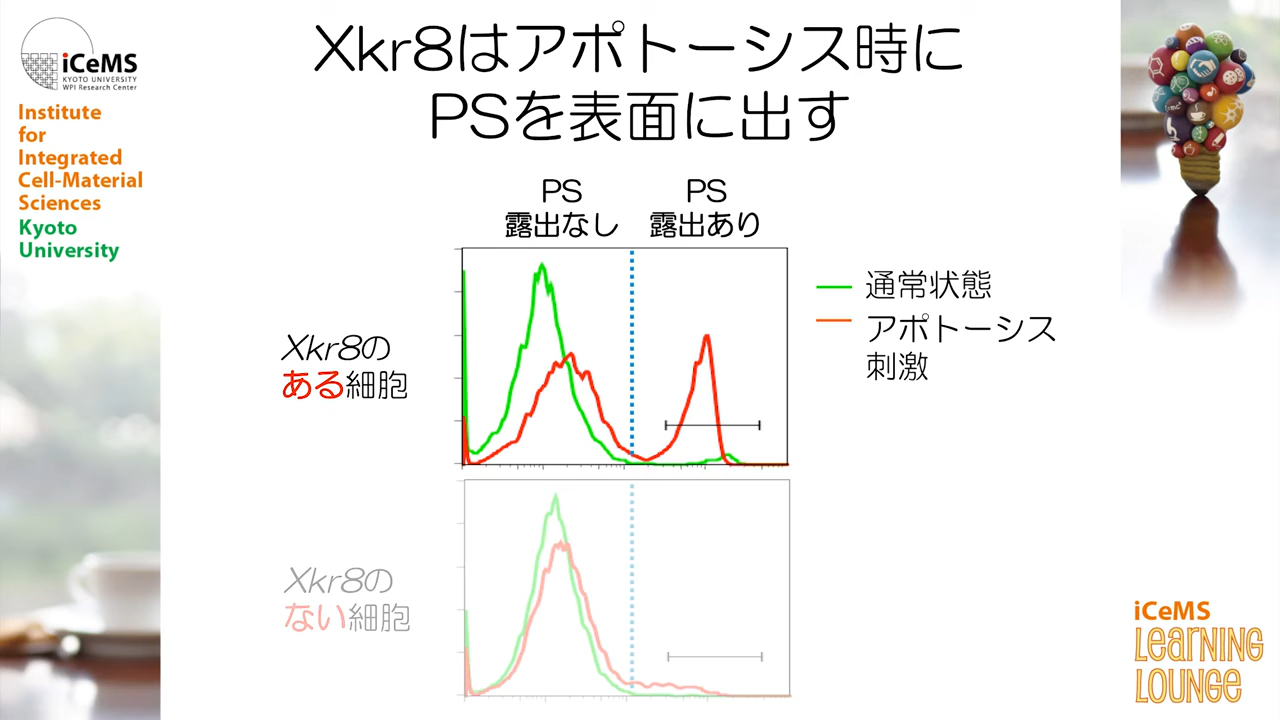 iCeMS
KYOTO UNIVERSITY
WPI Research Center
Institute
for
Integrated
Cell-Material
Sciences
Kyoto
University
Xkr8はアポトーシス時に
PSを表面に出す
PS
露出なし
PS
露出あり
通常状態
アポトーシス
刺激
Xkr8の
ある細胞
Xkr8の
ない細胞
iCeMS
LEARNING
LOUNGE